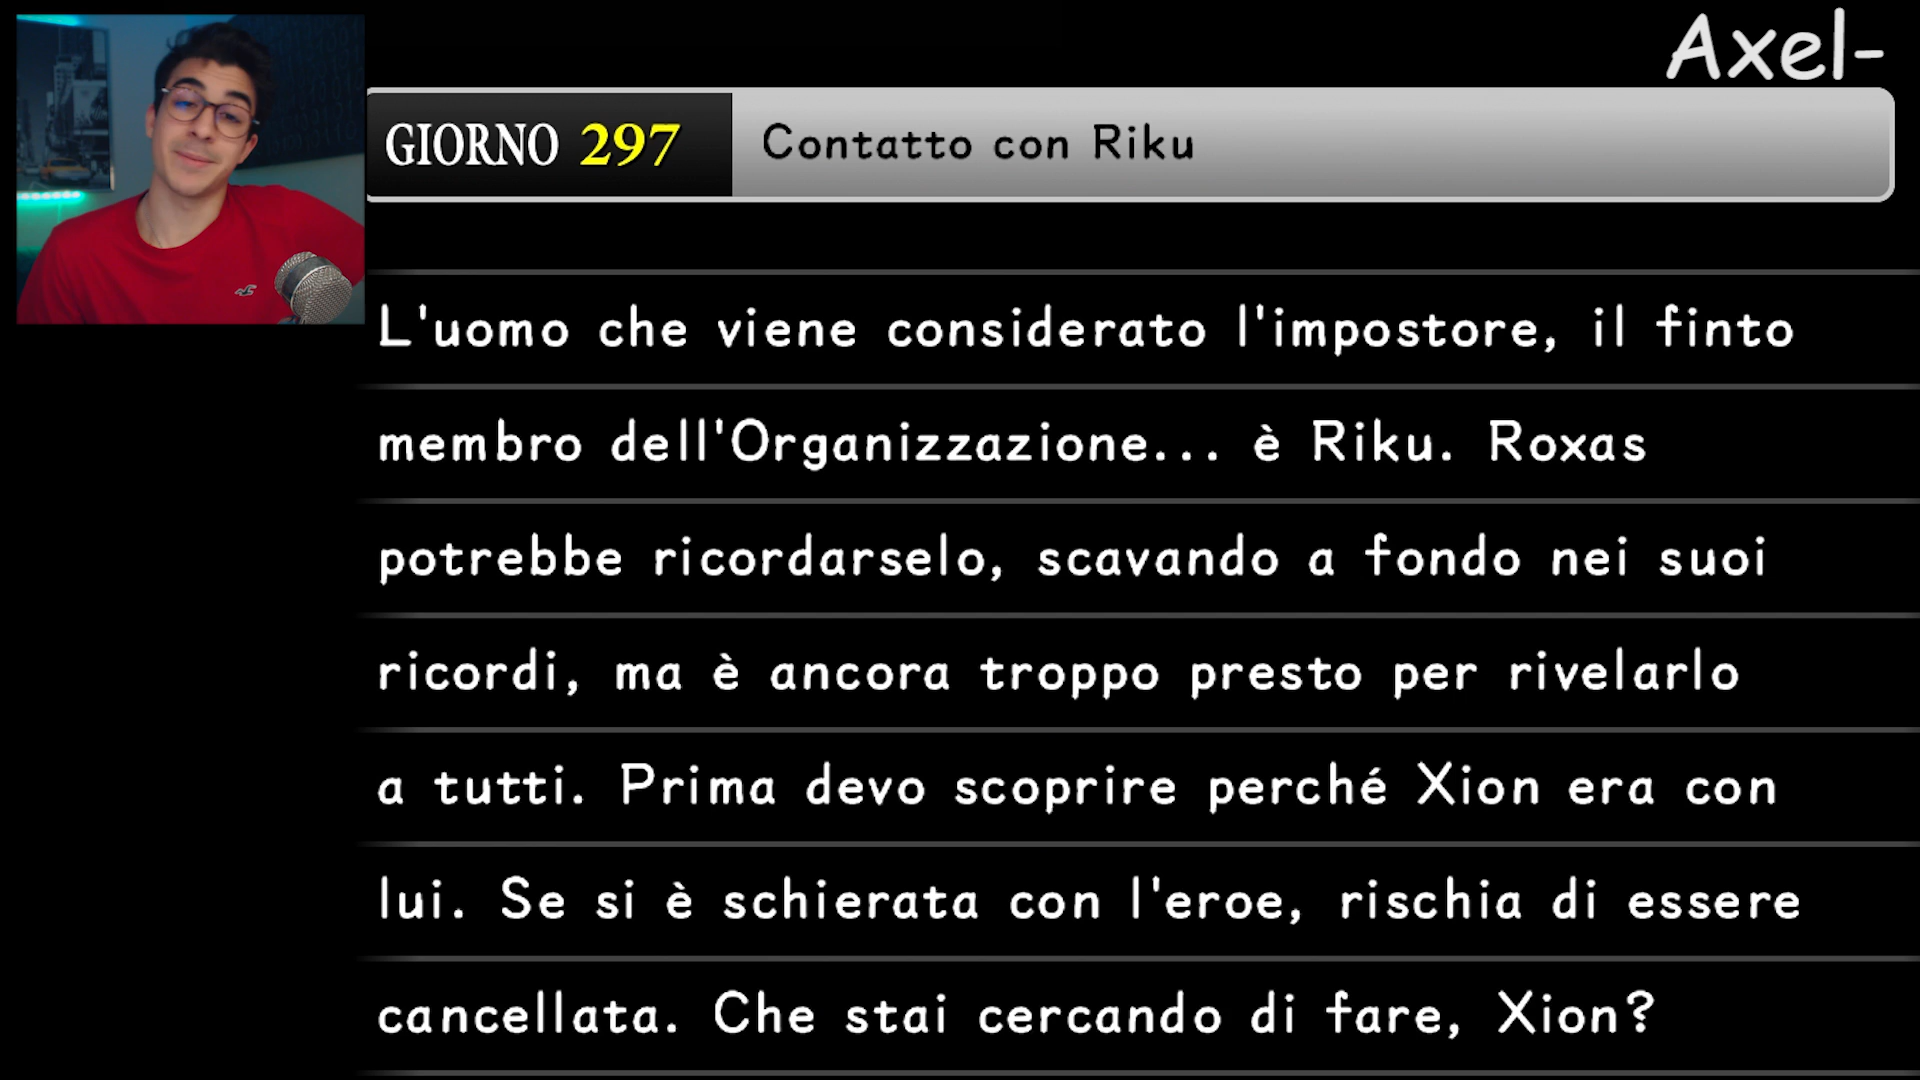 Axel-
GIORNO 297 Contatto con Riku
L'uomo che viene considerato l'impostore, il finto
membro dell'Organizzazione... è Riku. Roxas
potrebbe ricordarselo, scavando a fondo nei suoi
ricordi, ma è ancora troppo presto per rivelarlo
a tutti. Prima devo scoprire perché Xion era con
lui. Se si è schierata con l'eroe, rischia di essere
cancellata. Che stai cercando di fare, Xion?